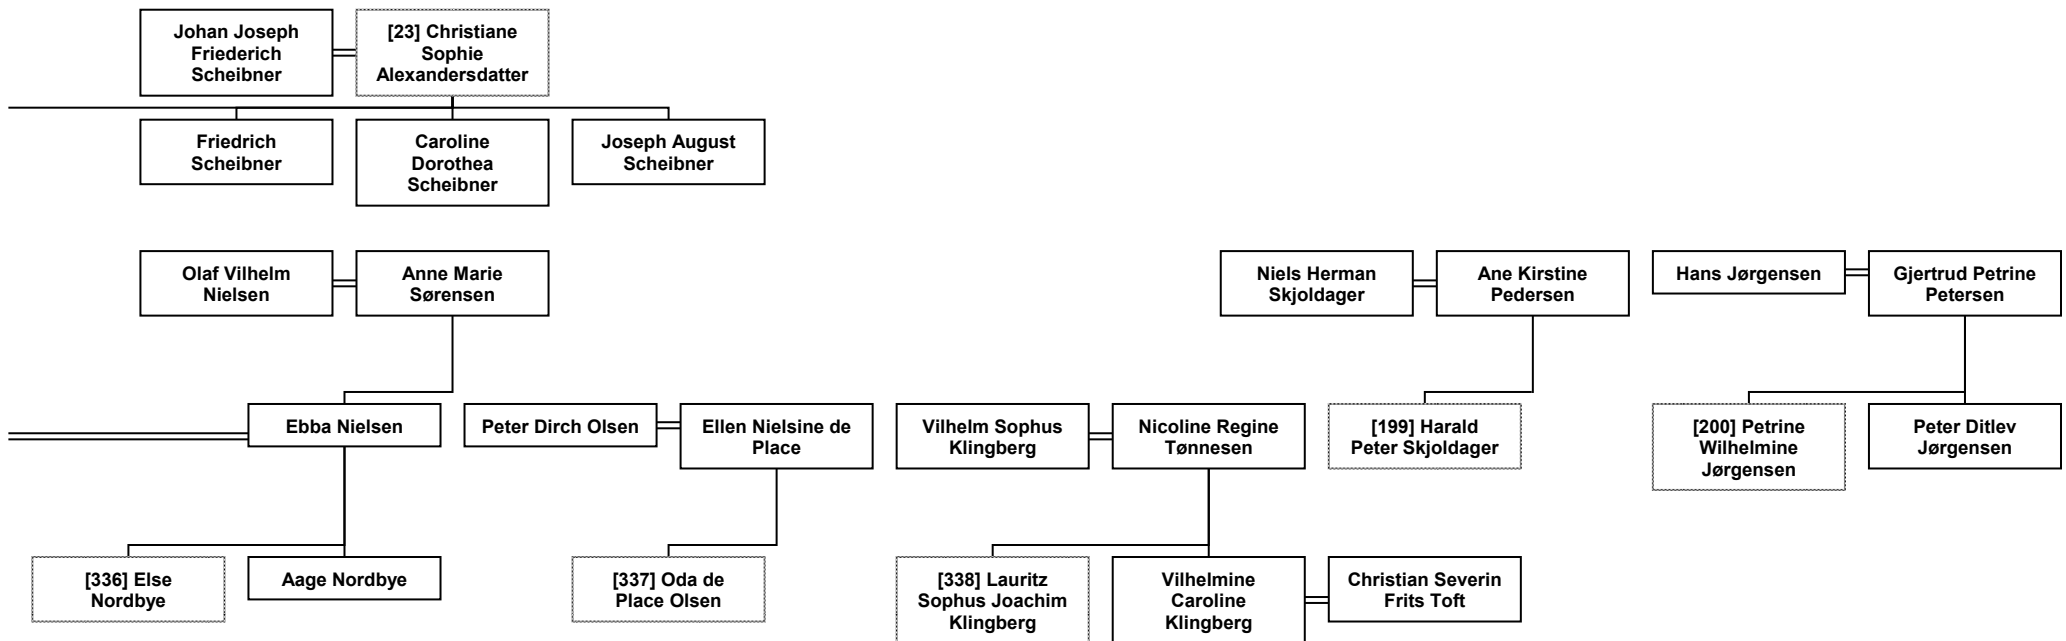 Johan Joseph
Friederich
Scheibner
[23] Christiane
Sophie
Alexandersdatter
Friedrich
Scheibner
Caroline
Dorothea
Scheibner
Joseph August
Scheibner
Olaf Vilhelm
Nielsen
Anne Marie
Sørensen
Niels Herman
Skjoldager
Ane Kirstine
Pedersen
Hans Jørgensen
Gjertrud Petrine
Petersen
Ebba Nielsen
Peter Dirch Olsen
Ellen Nielsine de
Place
Vilhelm Sophus
Klingberg
Nicoline Regine
Tønnesen
[199] Harald
Peter Skjoldager
[200] Petrine
Wilhelmine
Jørgensen
Peter Ditlev
Jørgensen
[336] Else
Nordbye
Aage Nordbye
[337] Oda de
Place Olsen
[338] Lauritz
Sophus Joachim
Klingberg
Vilhelmine
Caroline
Klingberg
Christian Severin
Frits Toft